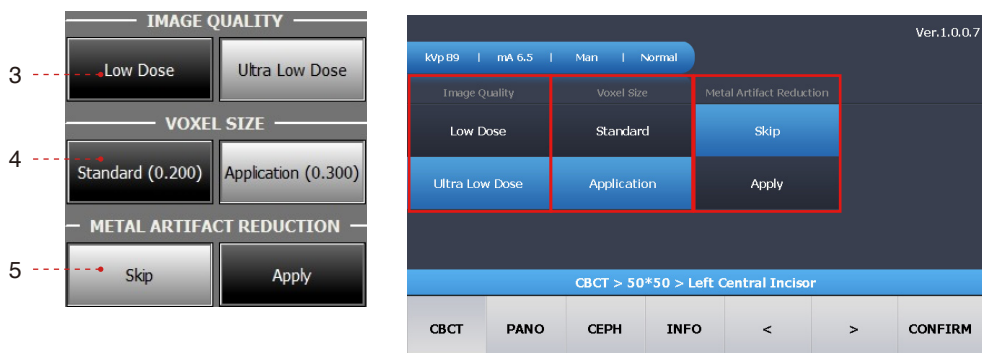 IMAGE QUALITY
3
Low Dose
Ultra Low Dose
VOXEL SIZE
4
Standard (0.200)
Application (0.300)
METAL ARTIFACT REDUCTION
5
Skip
Apply
Ver.1.0.0.7
kVp 89 | mA 6.5 | Man | Normal
Image Quality
Voxel Size
Metal Artifact Reduction
Low Dose
Standard
Skip
Ultra Low Dose
Application
Apply
CBCT > 50*50 > Left Central Incisor
CBCT
PANO
CEPH
INFO
<
>
CONFIRM